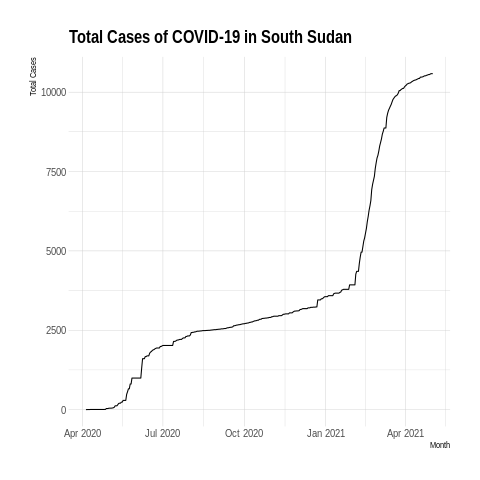 Total Cases of COVID-19 in South Sudan
Total Cases
10000
7500
5000
2500
0
Apr 2020 Jul 2020 Oct 2020 Jan 2021 Apr 2021
Month